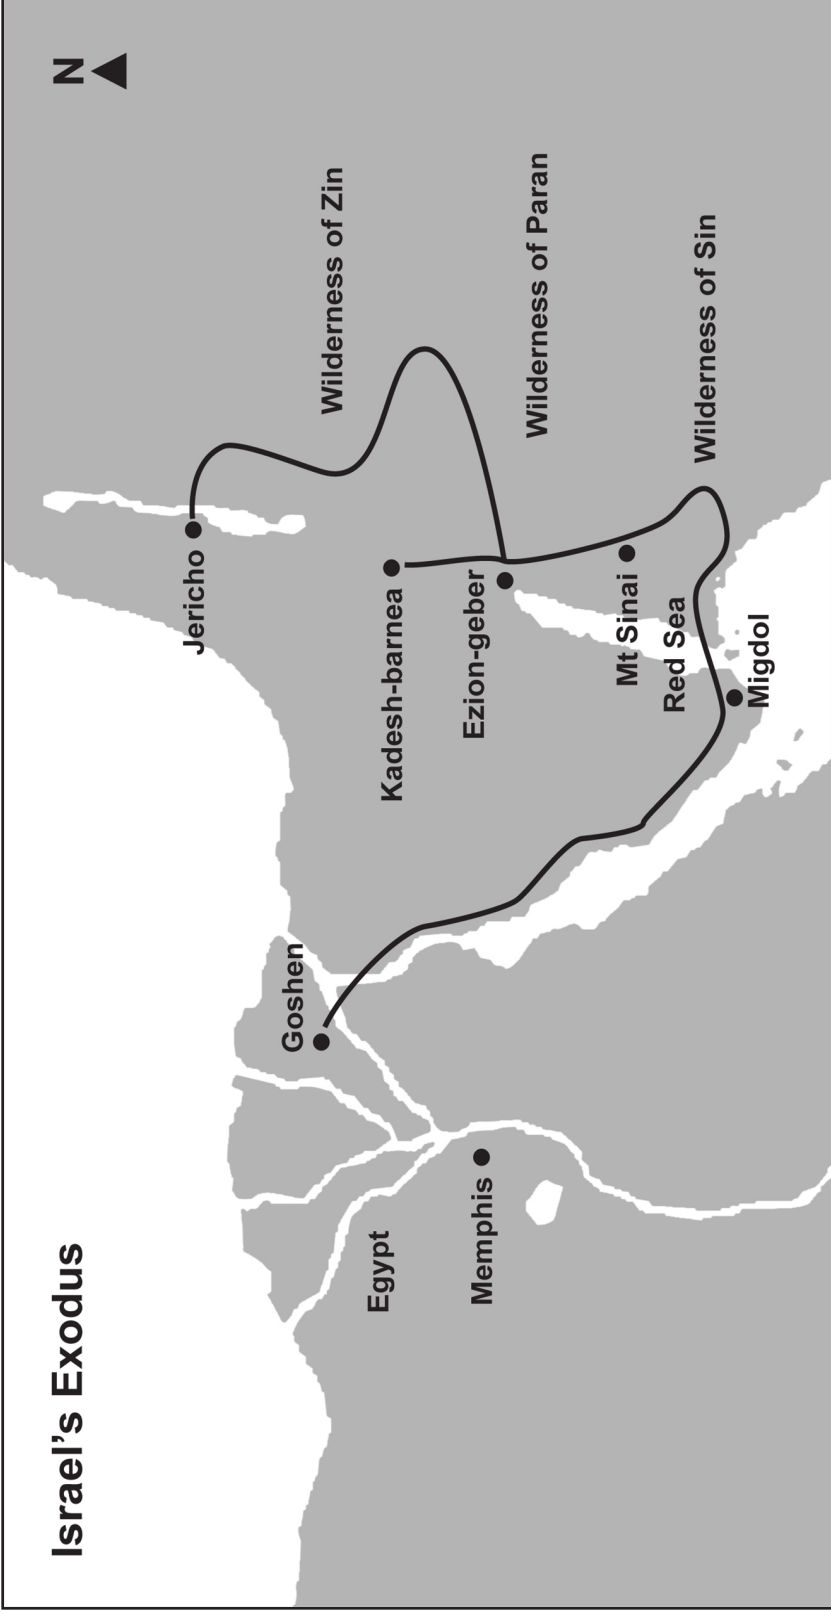 Israel's Exodus
N
Jericho
Goshen
Wilderness of Zin
Egypt
Kadesh-barnea
Memphis
Ezion-geber
Wilderness of Paran
Mt Sinai
Red Sea
Wilderness of Sin
Migdol